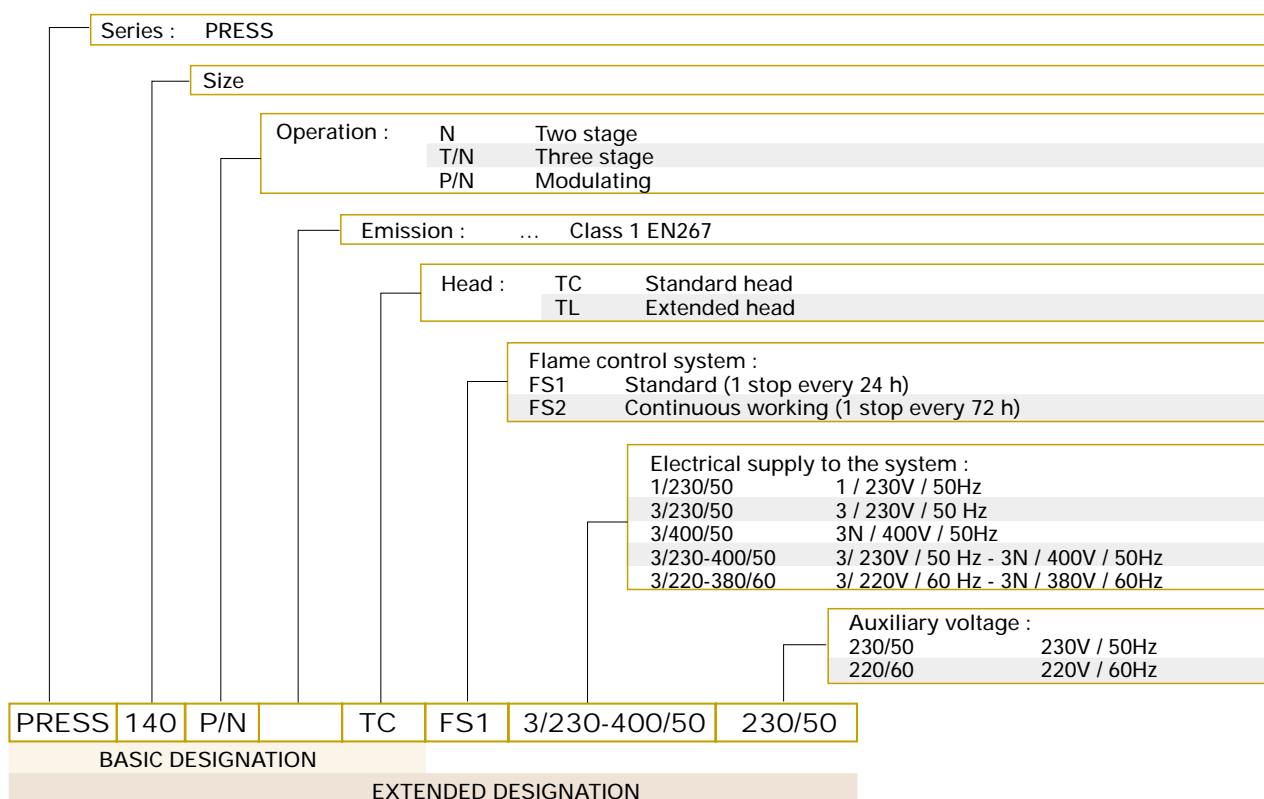 Series : PRESS
Size
Operation : N Two stage
T/N Three stage
P/N Modulating
Emission : ... Class 1 EN267
Head : TC Standard head
TL Extended head
Flame control system :
FS1 Standard (1 stop every 24 h)
FS2 Continuous working (1 stop every 72 h)
Electrical supply to the system :
1/230/50 1 / 230V / 50Hz
3/230/50 3 / 230V / 50 Hz
3/400/50 3N / 400V / 50Hz
3/230-400/50 3/ 230V / 50 Hz - 3N / 400V / 50Hz
3/220-380/60 3/ 220V / 60 Hz - 3N / 380V / 60Hz
Auxiliary voltage :
230/50 230V / 50Hz
220/60 220V / 60Hz
PRESS 140 P/N TC FS1 3/230-400/50 230/50
BASIC DESIGNATION
EXTENDED DESIGNATION